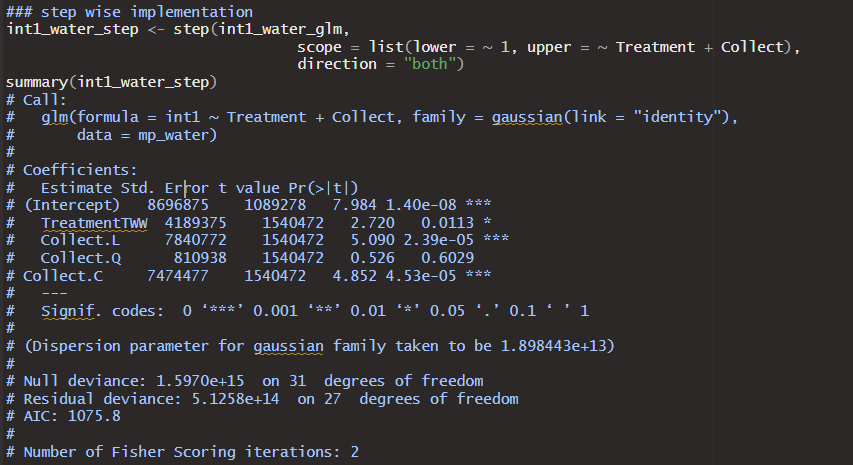 ### step wise implementation
int1_water_step <- step(int1_water_glm,
scope = list(lower = ~ 1, upper = ~ Treatment + Collect),
direction = "both")
summary(int1_water_step)
# Call:
#   glm(formula = int1 ~ Treatment + Collect, family = gaussian(link = "identity"),
#       data = mp_water)
#
# Coefficients:
#   Estimate Std. Error t value Pr(>|t|)
# (Intercept)   8696875    1089278   7.984 1.40e-08 ***
#   TreatmentTWW  4189375    1540472   2.720   0.0113 *
#   Collect.L     7840772    1540472   5.090 2.39e-05 ***
#   Collect.Q      810938    1540472   0.526   0.6029
# Collect.C     7474477    1540472   4.852 4.53e-05 ***
#   ---
#   Signif. codes:  0 ‘***’ 0.001 ‘**’ 0.01 ‘*’ 0.05 ‘.’ 0.1 ‘ ’ 1
#
# (Dispersion parameter for gaussian family taken to be 1.898443e+13)
#
# Null deviance: 1.5970e+15  on 31  degrees of freedom
# Residual deviance: 5.1258e+14  on 27  degrees of freedom
# AIC: 1075.8
#
# Number of Fisher Scoring iterations: 2